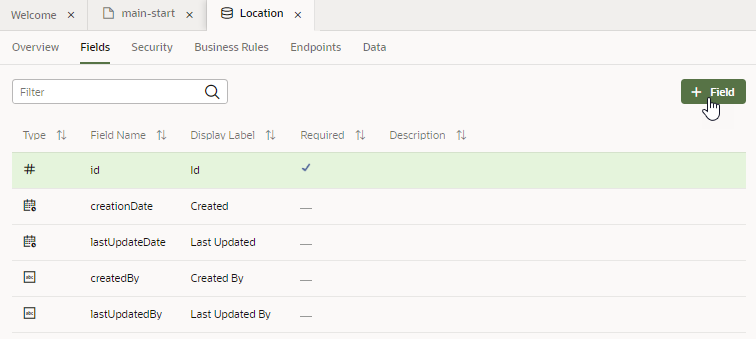 Welcome × main-start × Location ×
Overview Fields Security Business Rules Endpoints Data
Filter + Field
Type Field Name Display Label Required Description
# id Id ✓
creationDate Created —
lastUpdateDate Last Updated —
abc createdBy Created By —
abc lastUpdatedBy Last Updated By —